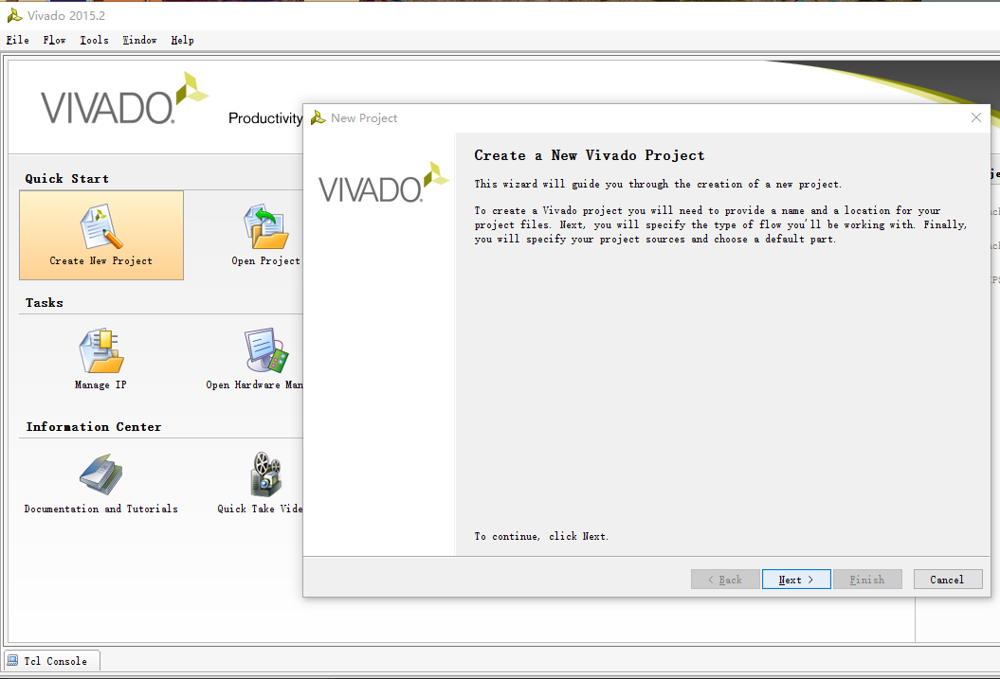 Vivado 2015.2
File Flow Tools Window Help
VIVADO.
Productivity
Quick Start
Create New Project
Open Project
Tasks
Manage IP
Open Hardware Man
Information Center
Documentation and Tutorials
Quick Take Vide
New Project
VIVADO.
Create a New Vivado Project
This wizard will guide you through the creation of a new project.
To create a Vivado project you will need to provide a name and a location for your
project files. Next, you will specify the type of flow you'll be working with. Finally,
you will specify your project sources and choose a default part.
To continue, click Next.
< Back Next > Finish Cancel
Tcl Console